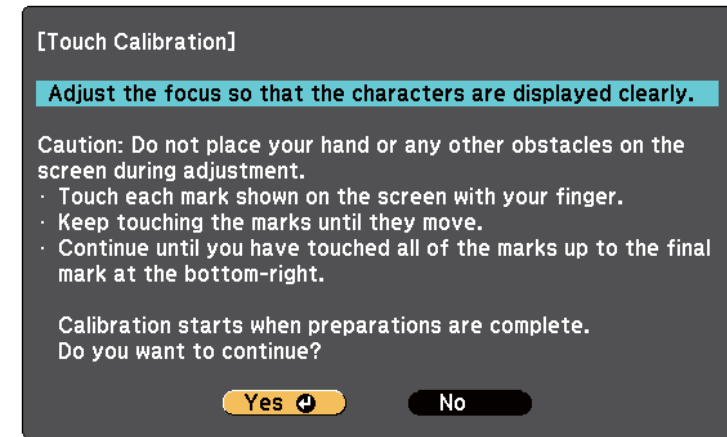 [Touch Calibration]
Adjust the focus so that the characters are displayed clearly.
Caution: Do not place your hand or any other obstacles on the
screen during adjustment.
· Touch each mark shown on the screen with your finger.
· Keep touching the marks until they move.
· Continue until you have touched all of the marks up to the final
mark at the bottom-right.
Calibration starts when preparations are complete.
Do you want to continue?
Yes No